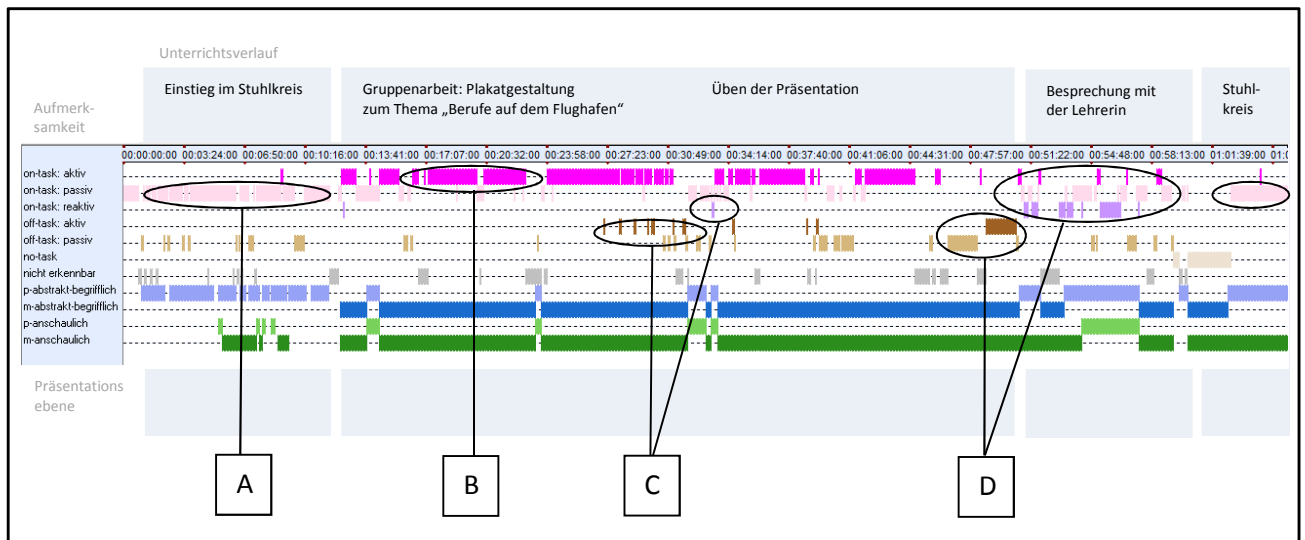 Unterrichtsverlauf
Einstieg im Stuhlkreis
Gruppenarbeit: Plakatgestaltung
zum Thema „Berufe auf dem Flughafen“
Üben der Präsentation
Besprechung mit
der Lehrerin
Stuhl-
kreis
Aufmerk-
samkeit
00:00:00:00 00:03:24:00 00:06:50:00 00:10:16:00 00:13:41:00 00:17:07:00 00:20:32:00 00:23:58:00 00:27:23:00 00:30:49:00 00:34:14:00 00:37:40:00 00:41:06:00 00:44:31:00 00:47:57:00 00:51:22:00 00:54:48:00 00:58:13:00 01:01:39:00 01:0
on-task: aktiv
on-task: passiv
on-task: reaktiv
off-task: aktiv
off-task: passiv
no-task
nicht erkennbar
p-abstrakt-begrifflich
m-abstrakt-begrifflich
p-anschaulich
m-anschaulich
Präsentations
ebene
A
B
C
D